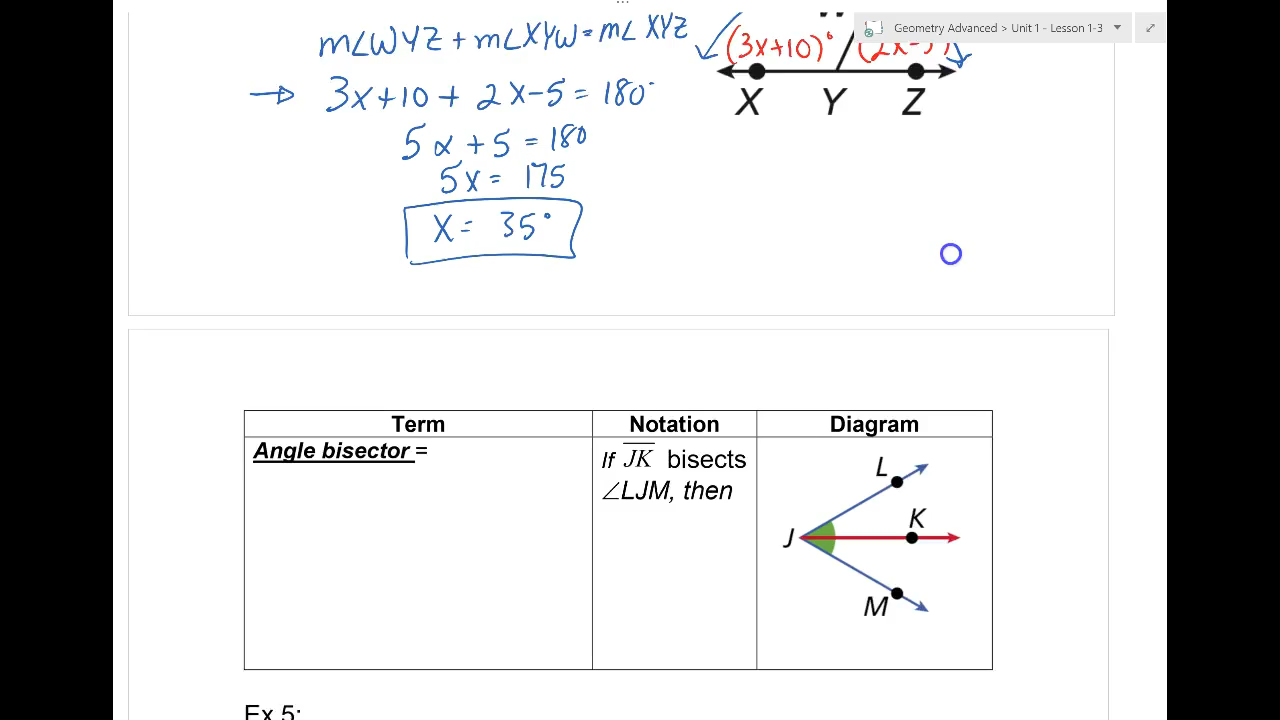 Geometry Advanced > Unit 1 - Lesson 1-3
m∠WYZ + m∠XYW = m∠XYZ
(3x+10)°
→ 3x+10 + 2x-5 = 180°
X Y Z
5x + 5 = 180
5x = 175
x = 35°
Term Notation Diagram
Angle bisector = If J̅K̅ bisects
∠LJM, then
L
K
J
M
Ex 5: